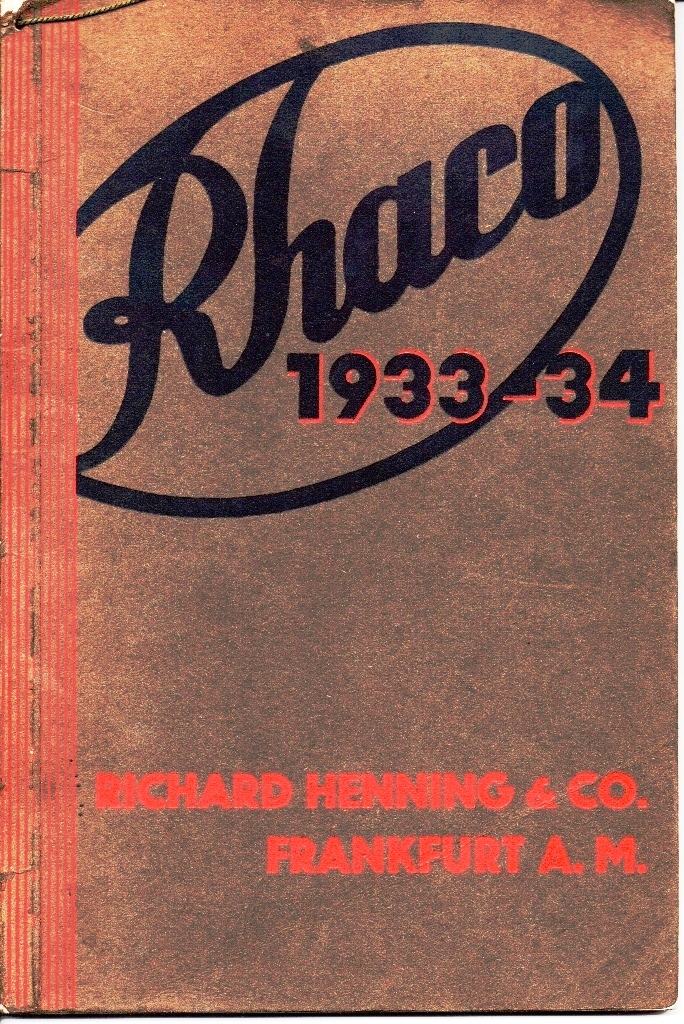 Rhaco
1933-34
RICHARD HENNING & CO.
FRANKFURT A. M.